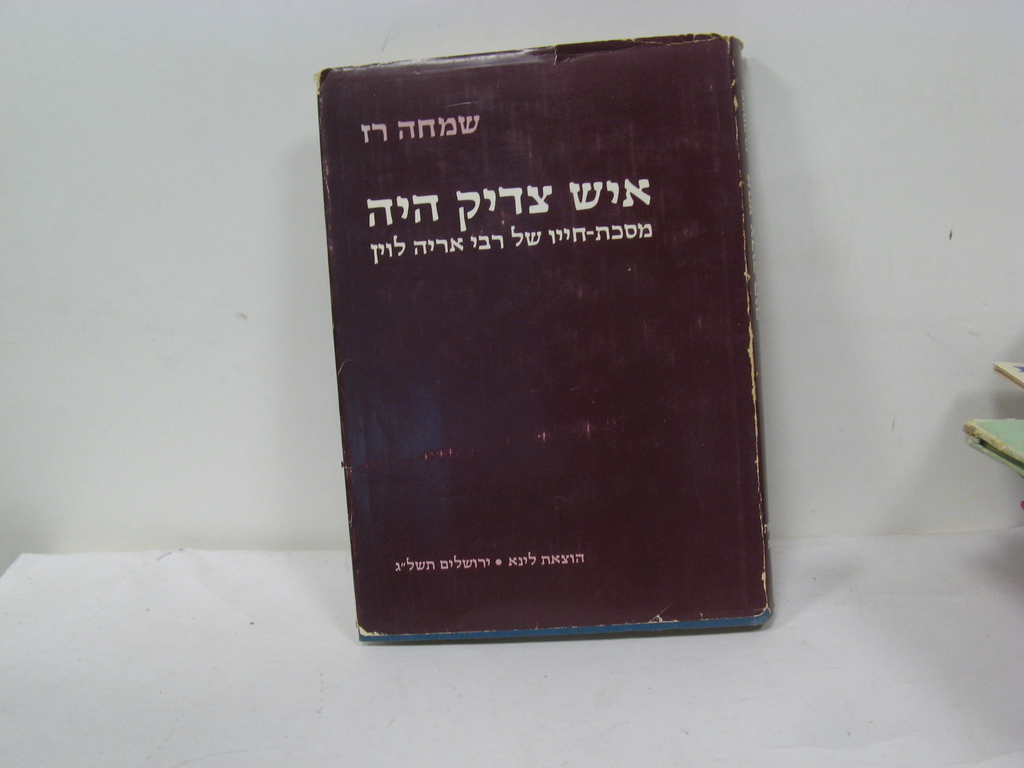 שמחה רז
איש צדיק היה
מסכת-חייו של רבי אריה לוין
הוצאת לינא • ירושלים תשל״ג